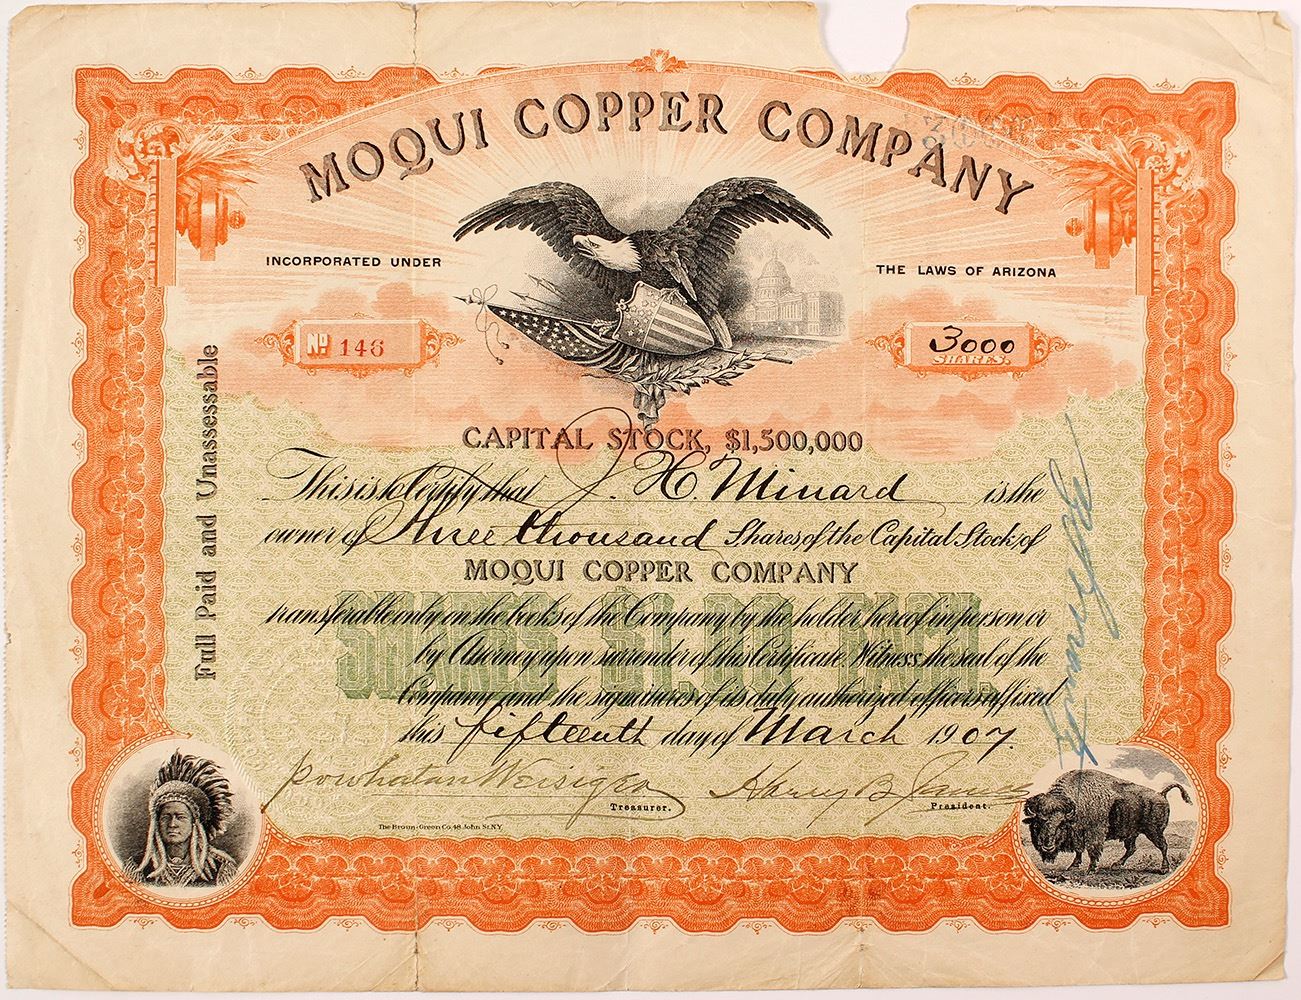 MOQUI COPPER COMPANY
INCORPORATED UNDER
THE LAWS OF ARIZONA
No 146
3000
SHARES.
CAPITAL STOCK, $1,500,000
Full Paid and Unassessable
This is to Certify that J. H. Minard is the
owner of Three thousand Shares of the Capital Stock of
MOQUI COPPER COMPANY
SHARES $1.00 EACH.
transferable only on the books of the Company by the holder hereof in person or
by Attorney upon surrender of this Certificate. Witness, the seal of the
Company and the signatures of its duly authorized officers affixed
this fifteenth day of March 1907.
Powhatan Weisiger
Treasurer.
Harry B.
President.
The Broun-Green Co. 48 John St. N.Y.